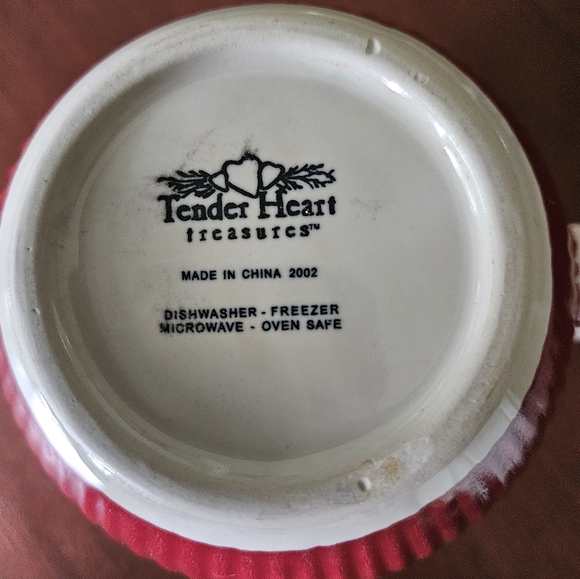 Tender Heart
treasures™
MADE IN CHINA 2002
DISHWASHER - FREEZER
MICROWAVE - OVEN SAFE